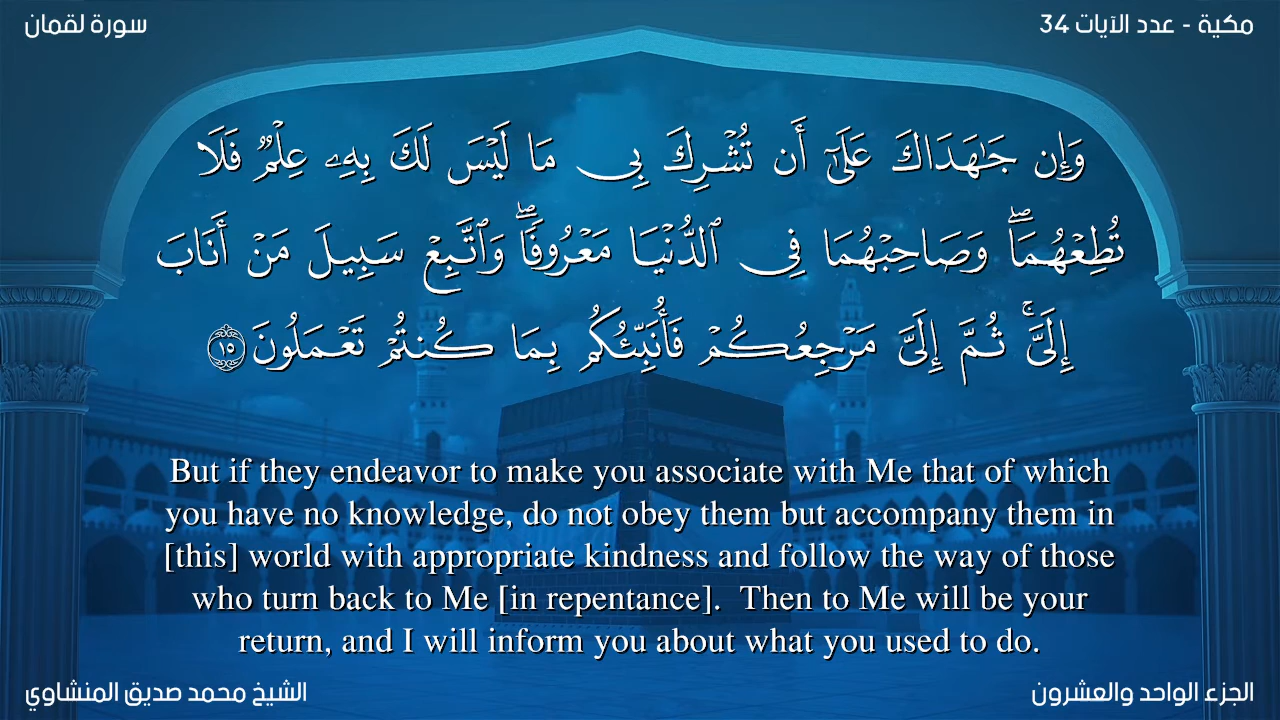 مكية - عدد الآيات 34
سورة لقمان
وَإِن جَـٰهَدَاكَ عَلَىٰٓ أَن تُشْرِكَ بِى مَا لَيْسَ لَكَ بِهِۦ عِلْمٌۭ فَلَا
تُطِعْهُمَا ۖ وَصَاحِبْهُمَا فِى ٱلدُّنْيَا مَعْرُوفًۭا ۖ وَٱتَّبِعْ سَبِيلَ مَنْ أَنَابَ
إِلَىَّ ۚ ثُمَّ إِلَىَّ مَرْجِعُكُمْ فَأُنَبِّئُكُم بِمَا كُنتُمْ تَعْمَلُونَ ١٥
But if they endeavor to make you associate with Me that of which
you have no knowledge, do not obey them but accompany them in
[this] world with appropriate kindness and follow the way of those
who turn back to Me [in repentance].  Then to Me will be your
return, and I will inform you about what you used to do.
الجزء الواحد والعشرون
الشيخ محمد صديق المنشاوي